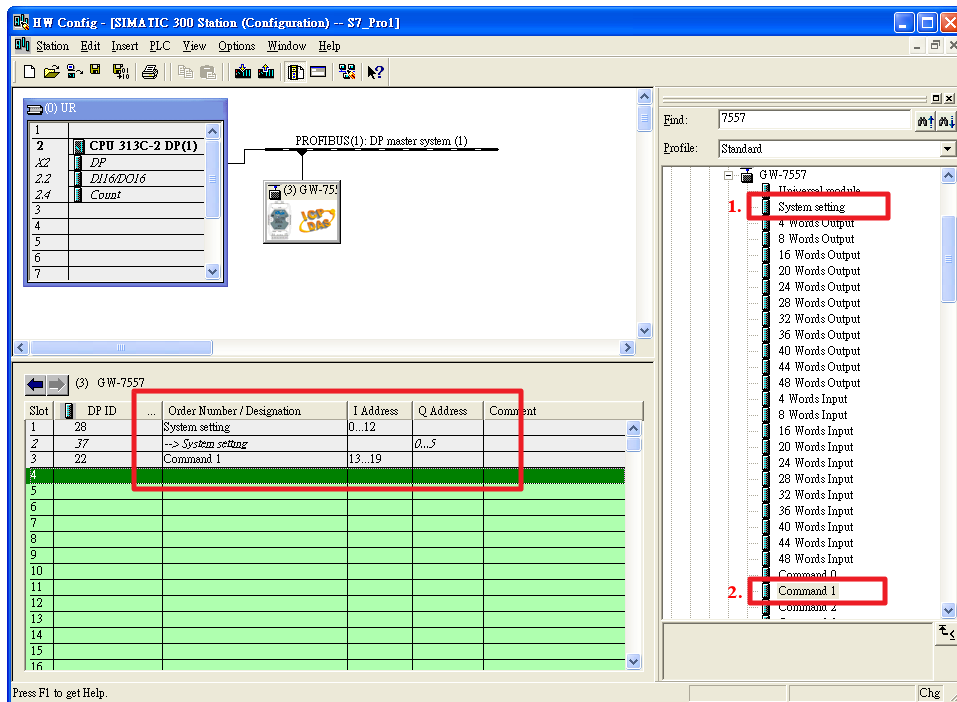 HW Config - [SIMATIC 300 Station (Configuration) -- S7_Pro1]
Station Edit Insert PLC View Options Window Help
(0) UR
1
2 CPU 313C-2 DP(1)
X2 DP
2.2 DI16/DO16
2.4 Count
3
4
5
6
7
PROFIBUS(1): DP master system (1)
(3) GW-75
ICP
DAS
Find: 7557
Profile: Standard
GW-7557
Universal module
1. System setting
4 Words Output
8 Words Output
16 Words Output
20 Words Output
24 Words Output
28 Words Output
32 Words Output
36 Words Output
40 Words Output
44 Words Output
48 Words Output
4 Words Input
8 Words Input
16 Words Input
20 Words Input
24 Words Input
28 Words Input
32 Words Input
36 Words Input
40 Words Input
44 Words Input
48 Words Input
Command 0
2. Command 1
Command 2
(3) GW-7557
Slot DP ID ... Order Number / Designation I Address Q Address Comment
1 28 System setting 0...12
2 37 --> System setting 0...5
3 22 Command 1 13...19
4
5
6
7
8
9
10
11
12
13
14
15
16
Press F1 to get Help.
Chg